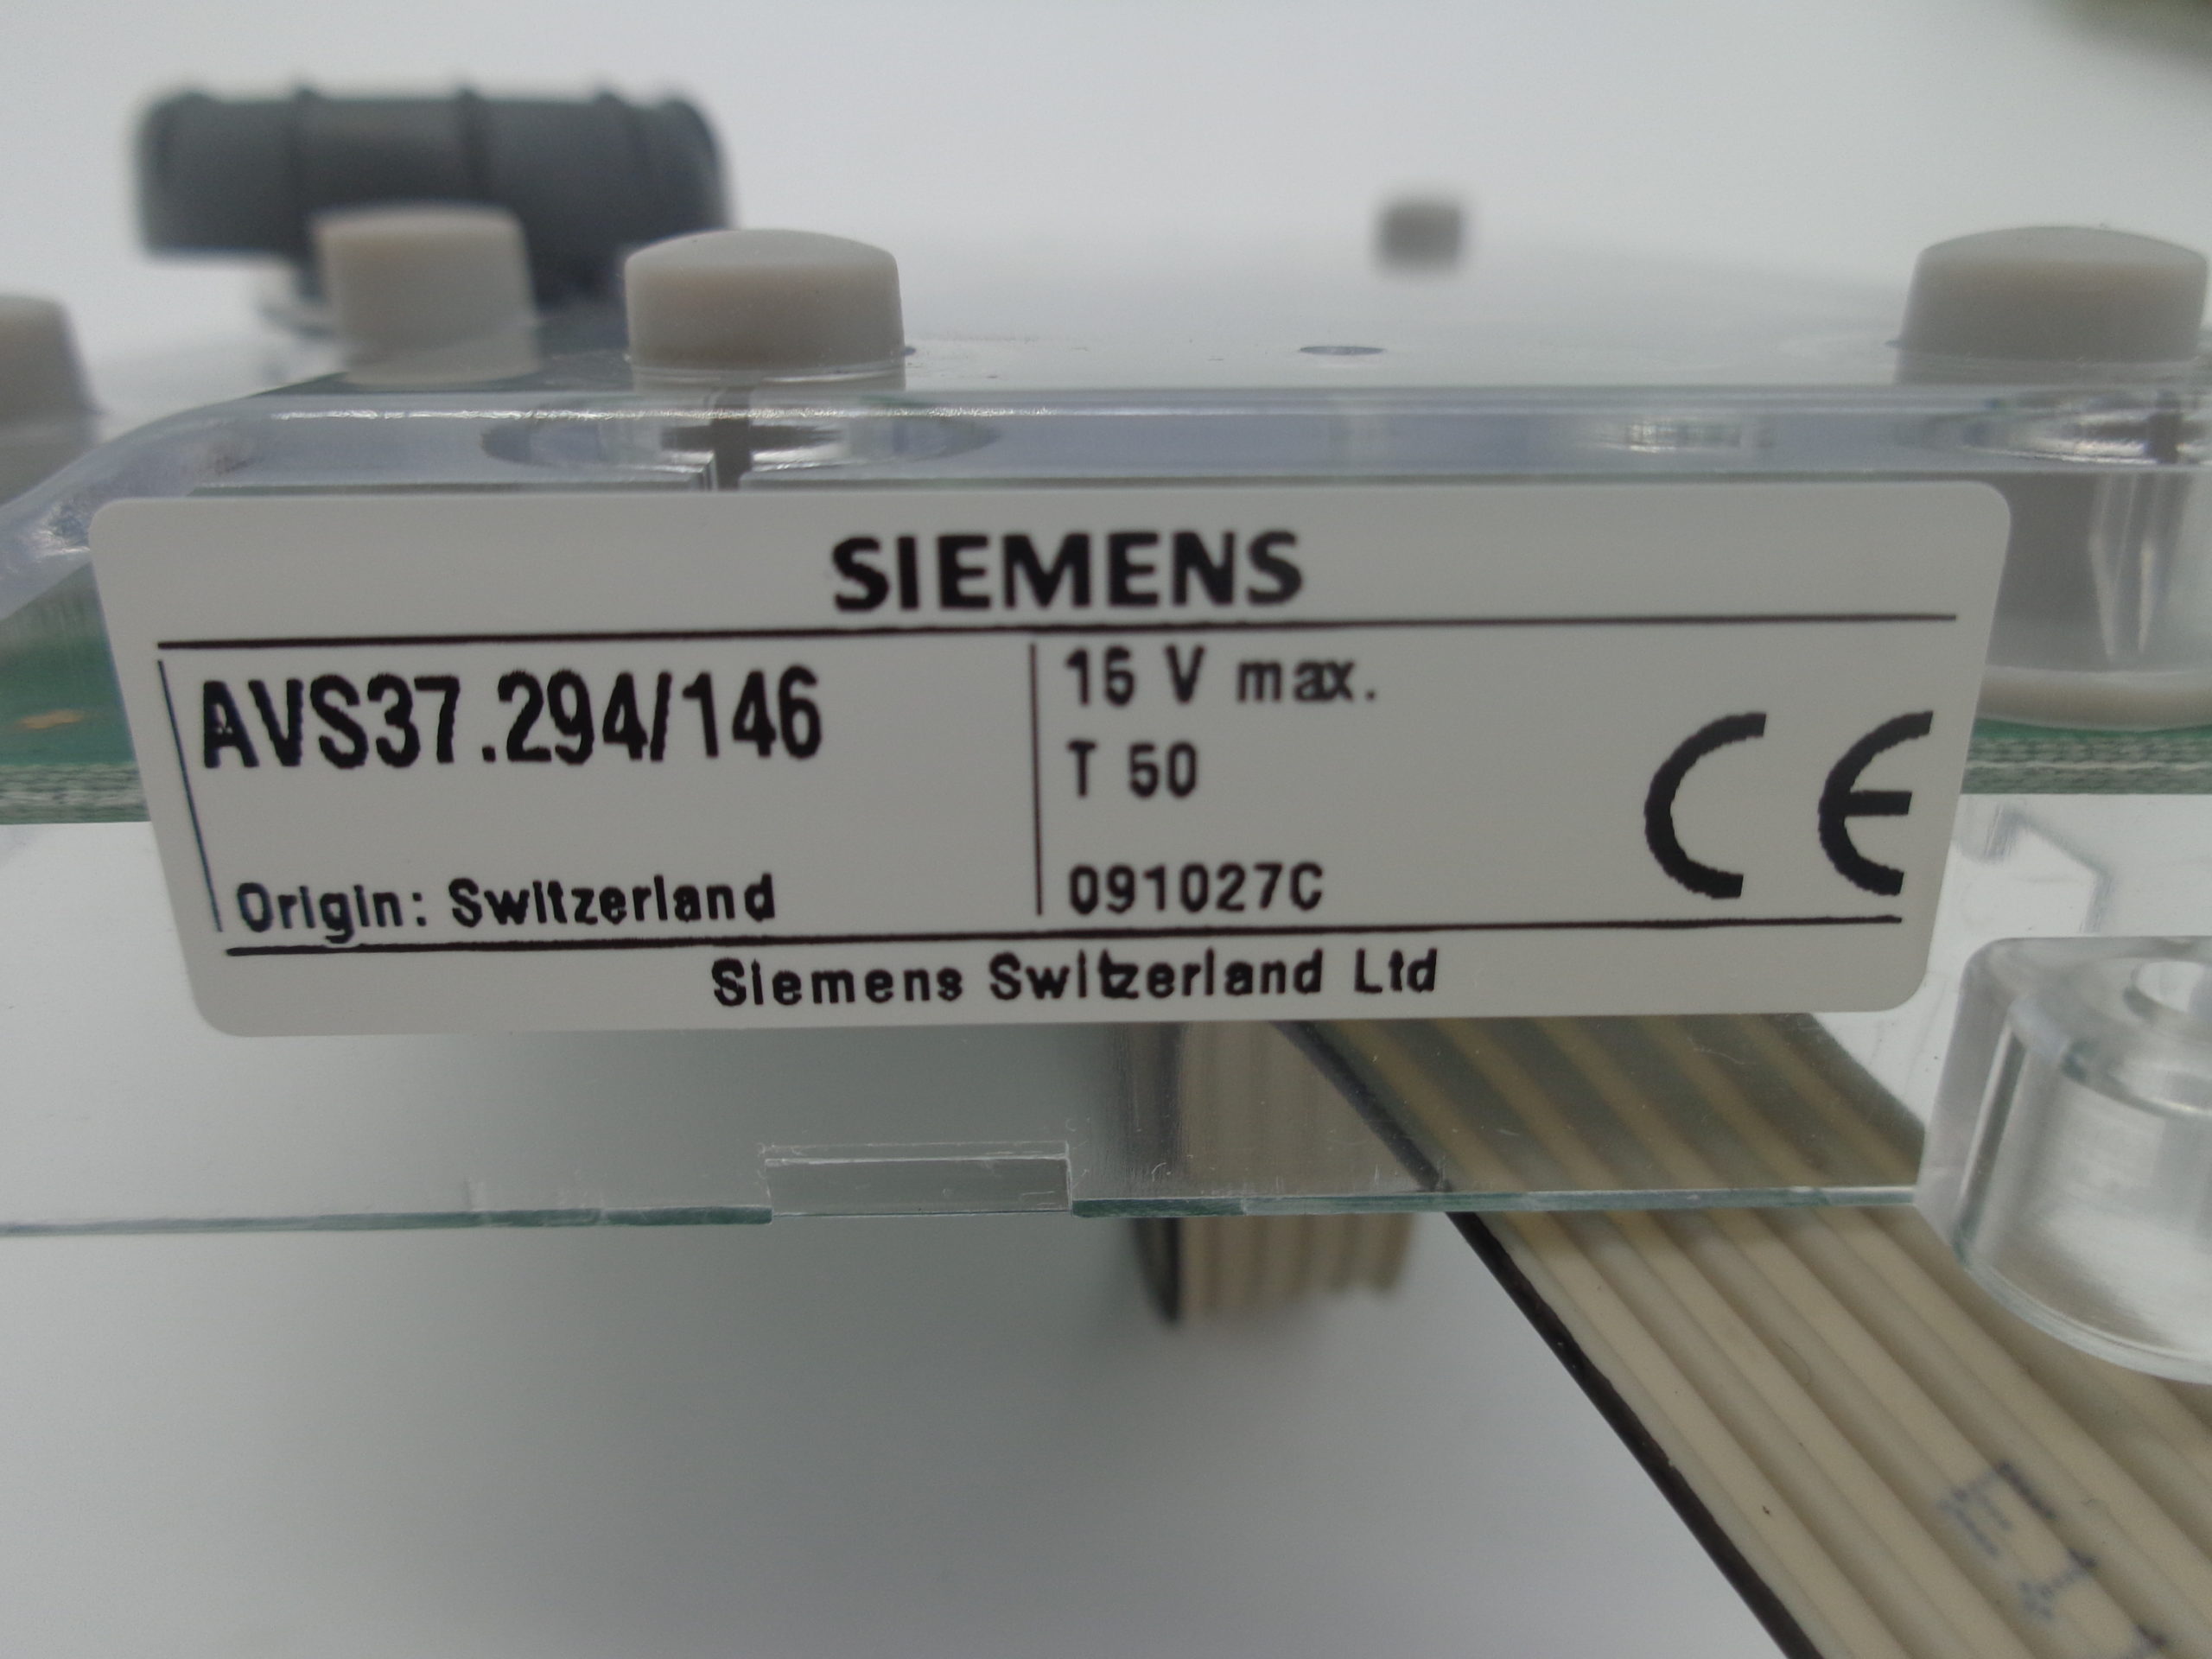 SIEMENS
AVS37.294/146
15 V max.
T 50
Origin: Switzerland
091027C
CE
Siemens Switzerland Ltd